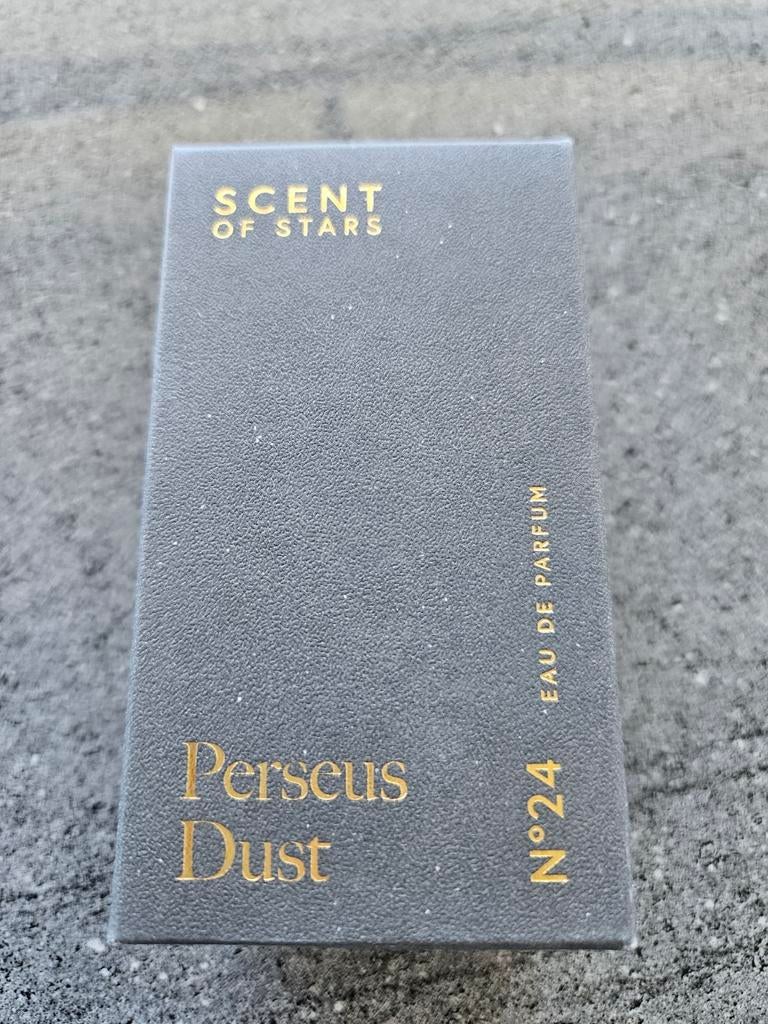 SCENT
OF STARS
EAU DE PARFUM
Perseus
Dust
N°24